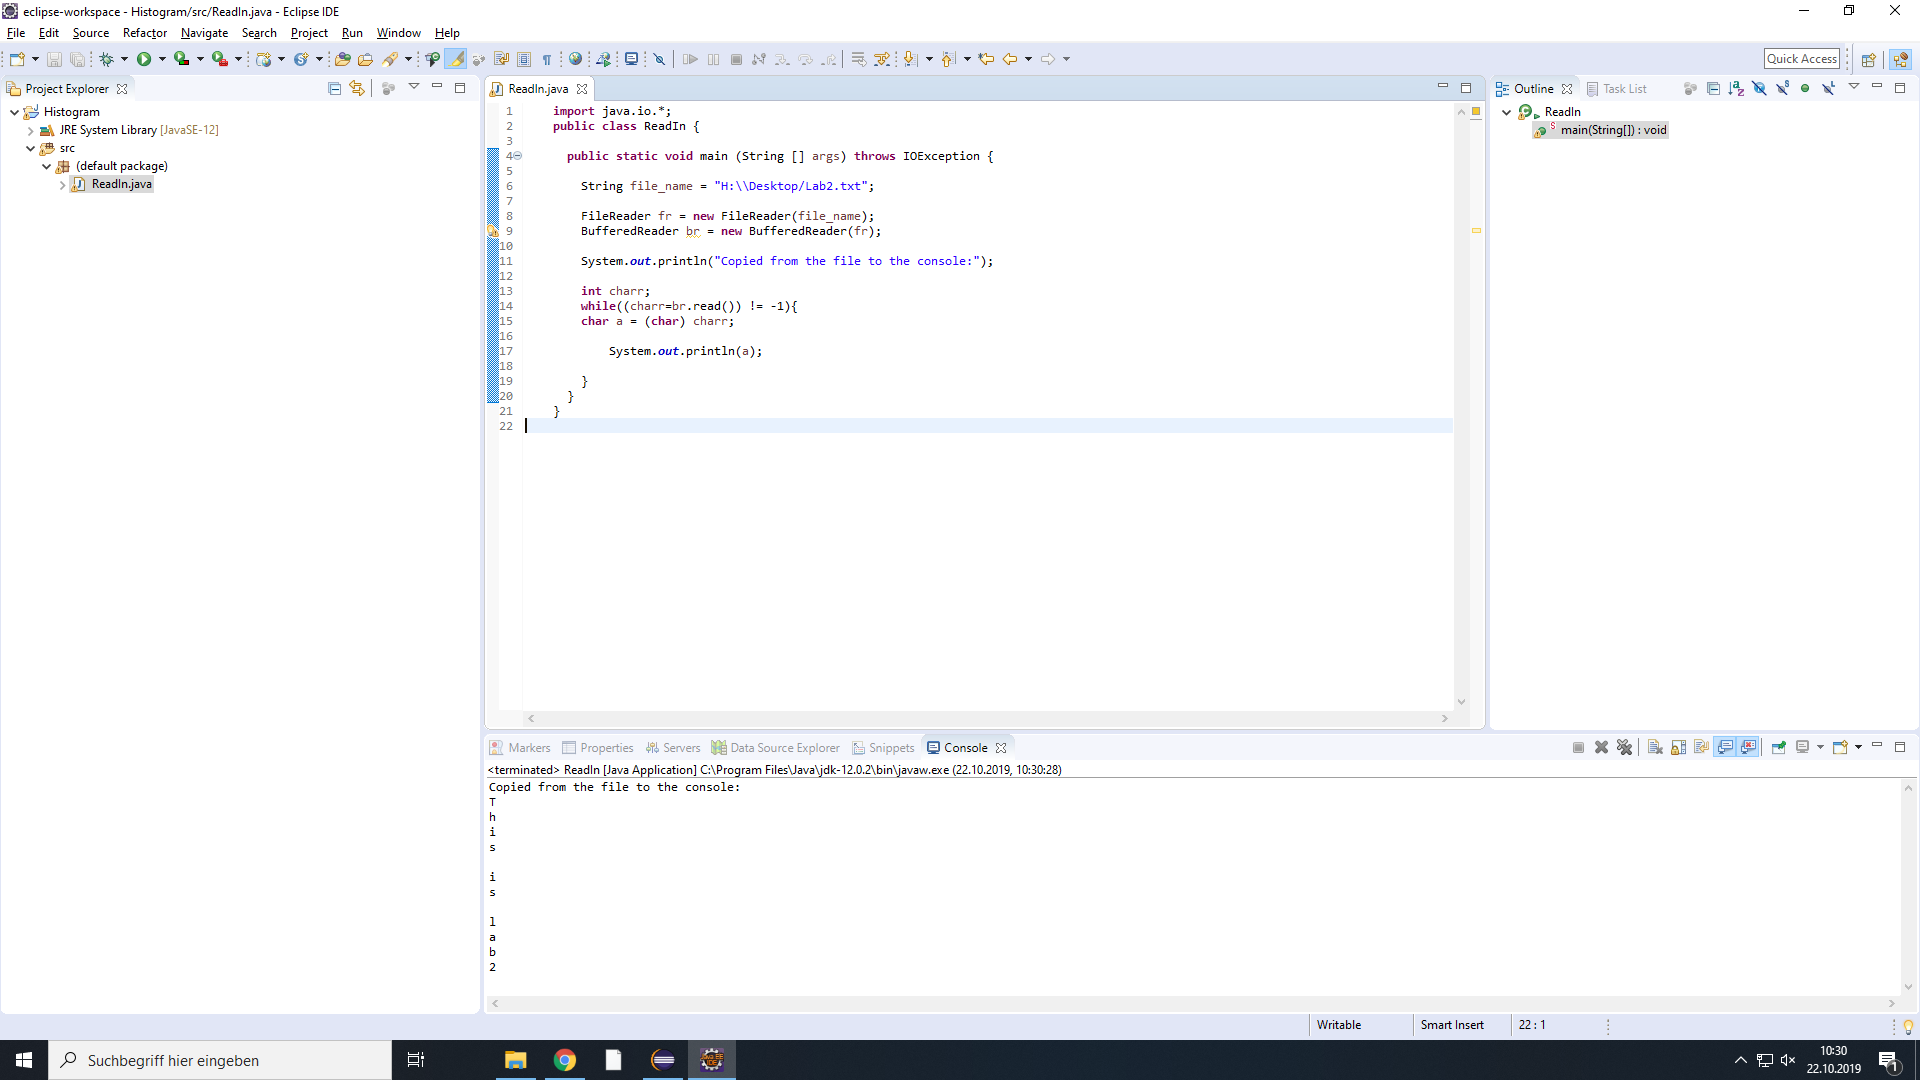 eclipse-workspace - Histogram/src/ReadIn.java - Eclipse IDE
File Edit Source Refactor Navigate Search Project Run Window Help
Quick Access
Project Explorer
Histogram
JRE System Library [JavaSE-12]
src
(default package)
ReadIn.java
ReadIn.java
1 import java.io.*;
2 public class ReadIn {
3
4 public static void main (String [] args) throws IOException {
5
6 String file_name = "H:\\Desktop/Lab2.txt";
7
8 FileReader fr = new FileReader(file_name);
9 BufferedReader br = new BufferedReader(fr);
10
11 System.out.println("Copied from the file to the console:");
12
13 int charr;
14 while((charr=br.read()) != -1){
15 char a = (char) charr;
16
17 System.out.println(a);
18
19 }
20 }
21 }
22
Outline Task List
ReadIn
main(String[]) : void
Markers Properties Servers Data Source Explorer Snippets Console
<terminated> ReadIn [Java Application] C:\Program Files\Java\jdk-12.0.2\bin\javaw.exe (22.10.2019, 10:30:28)
Copied from the file to the console:
T
h
i
s
i
s
l
a
b
2
Writable Smart Insert 22 : 1
Suchbegriff hier eingeben
10:30
22.10.2019
1